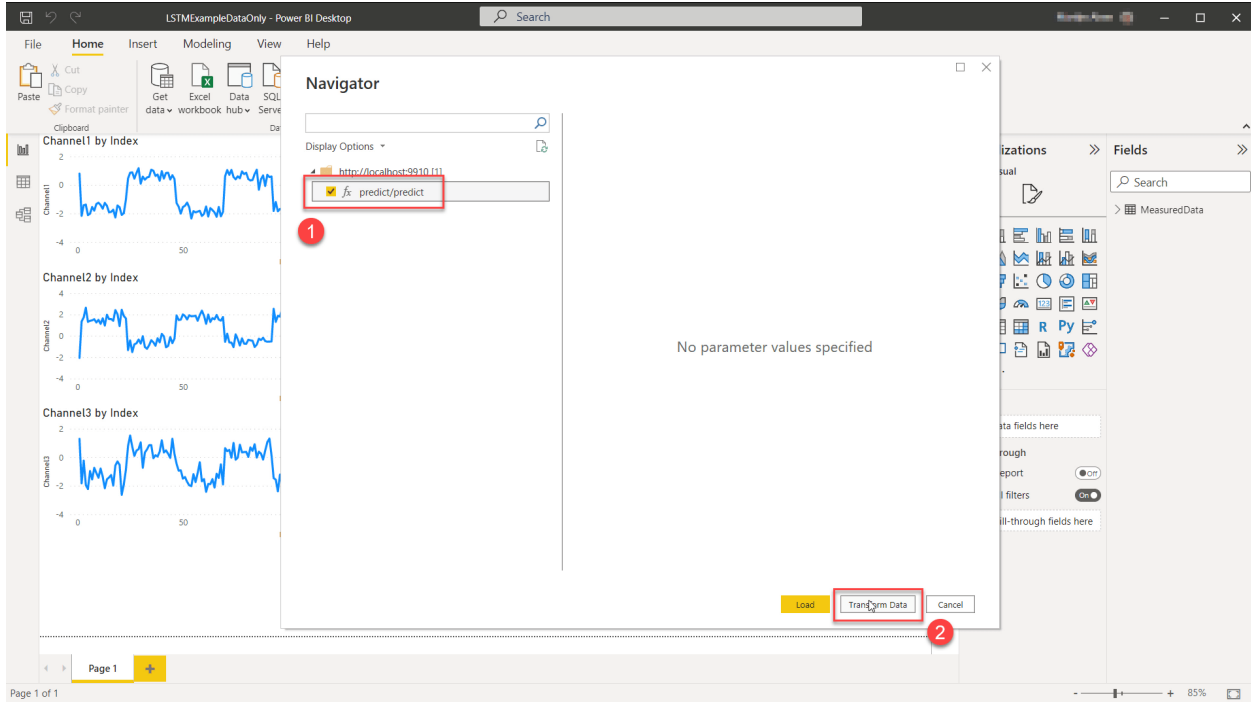 LSTMExampleDataOnly - Power BI Desktop
Search
File Home Insert Modeling View Help
Paste
Cut
Copy
Format painter
Clipboard
Get data
Excel workbook
Data hub
SQL
Navigator
Display Options
http://localhost:9910 [1]
fx predict/predict
1
No parameter values specified
Load Transform Data Cancel
2
Channel1 by Index
Channel1
2
0
-2
-4
0 50
Channel2 by Index
Channel2
4
2
0
-2
-4
0 50
Channel3 by Index
Channel3
2
0
-2
-4
0 50
izations
sual
123
R Py
ata fields here
rough
eport
Off
l filters
On
ill-through fields here
Fields
Search
MeasuredData
Page 1
+
Page 1 of 1
- + 85%